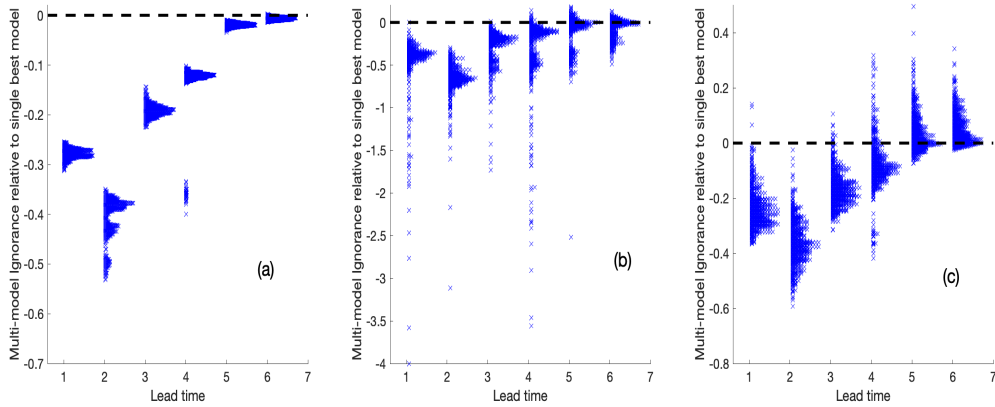 Multi-model Ignorance relative to single best model
0
-0.1
-0.2
-0.3
-0.4
-0.5
-0.6
-0.7
1 2 3 4 5 6 7
Lead time
(a)
Multi-model Ignorance relative to single best model
0
-0.5
-1
-1.5
-2
-2.5
-3
-3.5
-4
1 2 3 4 5 6 7
Lead time
(b)
Multi-model Ignorance relative to single best model
0.4
0.2
0
-0.2
-0.4
-0.6
-0.8
1 2 3 4 5 6 7
Lead time
(c)